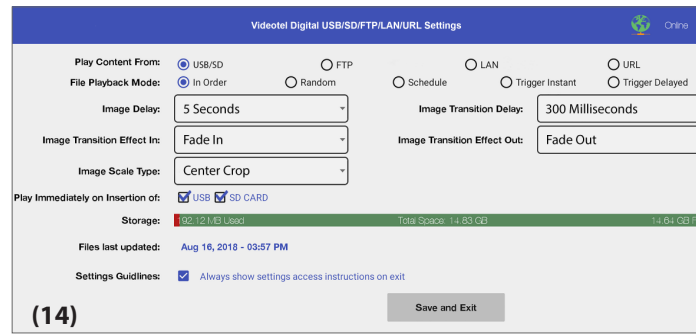 Videotel Digital USB/SD/FTP/LAN/URL Settings Online
Play Content From: USB/SD FTP LAN URL
File Playback Mode: In Order Random Schedule Trigger Instant Trigger Delayed
Image Delay: 5 Seconds Image Transition Delay: 300 Milliseconds
Image Transition Effect In: Fade In Image Transition Effect Out: Fade Out
Image Scale Type: Center Crop
Play Immediately on Insertion of: USB SD CARD
Storage: 192.12 MB Used Total Space: 14.83 GB 14.64 GB F
Files last updated: Aug 16, 2018 - 03:57 PM
Settings Guidlines: Always show settings access instructions on exit
Save and Exit
(14)